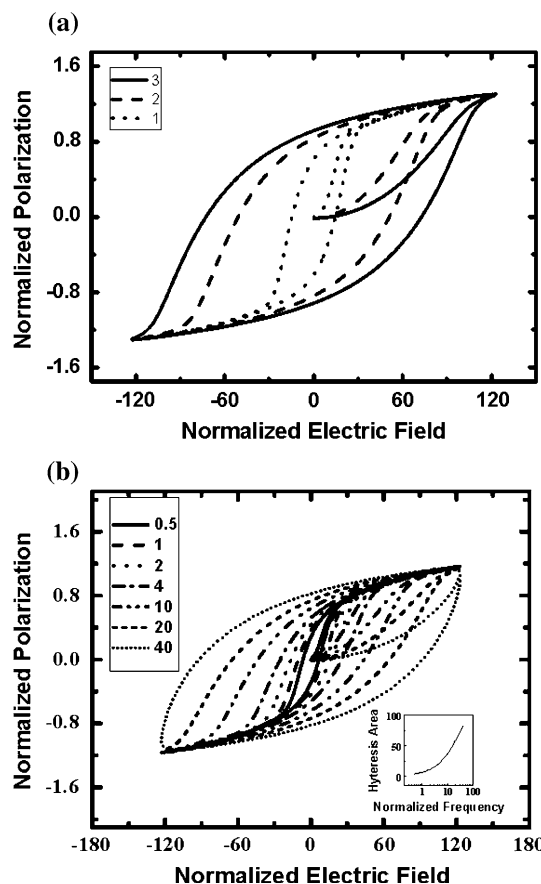 (a)
1.6
0.8
0.0
-0.8
-1.6
Normalized Polarization
3
2
1
-120 -60 0 60 120
Normalized Electric Field
(b)
1.6
0.8
0.0
-0.8
-1.6
Normalized Polarization
0.5
1
2
4
10
20
40
Hyteresis Area
100
50
0
1 10 100
Normalized Frequency
-180 -120 -60 0 60 120 180
Normalized Electric Field